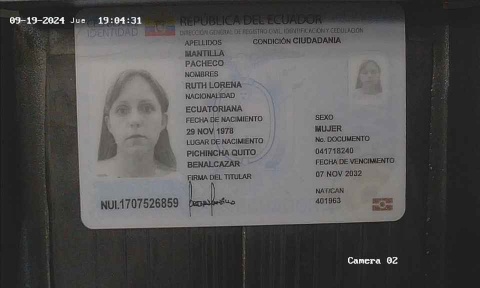 09-19-2024 Jue 19:04:31
REPÚBLICA DEL ECUADOR
IDENTIDAD
DIRECCIÓN GENERAL DE REGISTRO CIVIL, IDENTIFICACIÓN Y CEDULACIÓN
APELLIDOS
CONDICIÓN CIUDADANIA
MANTILLA
PACHECO
NOMBRES
RUTH LORENA
NACIONALIDAD
ECUATORIANA
FECHA DE NACIMIENTO
29 NOV 1978
LUGAR DE NACIMIENTO
PICHINCHA QUITO
BENALCAZAR
FIRMA DEL TITULAR
SEXO
MUJER
No. DOCUMENTO
041718240
FECHA DE VENCIMIENTO
07 NOV 2032
NAT/CAN
401963
NUI.1707526859
Camera 02